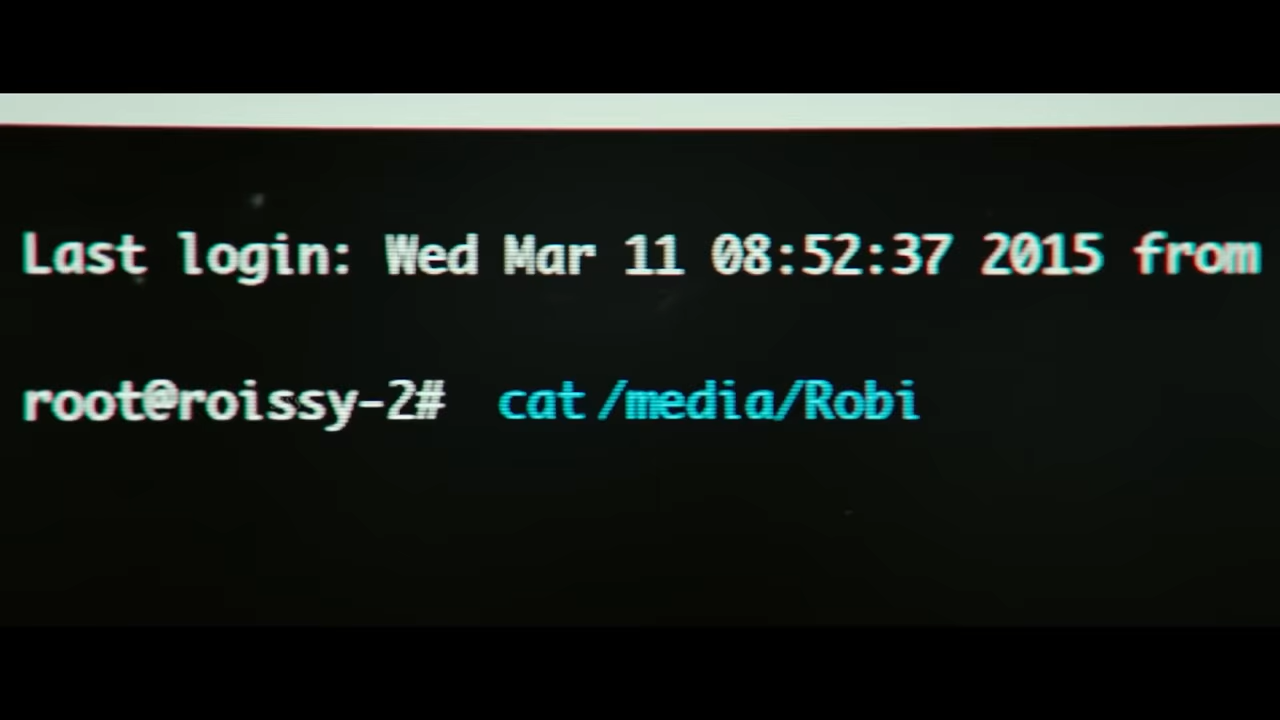 Last login: Wed Mar 11 08:52:37 2015 from
root@roissy-2# cat /media/Robi